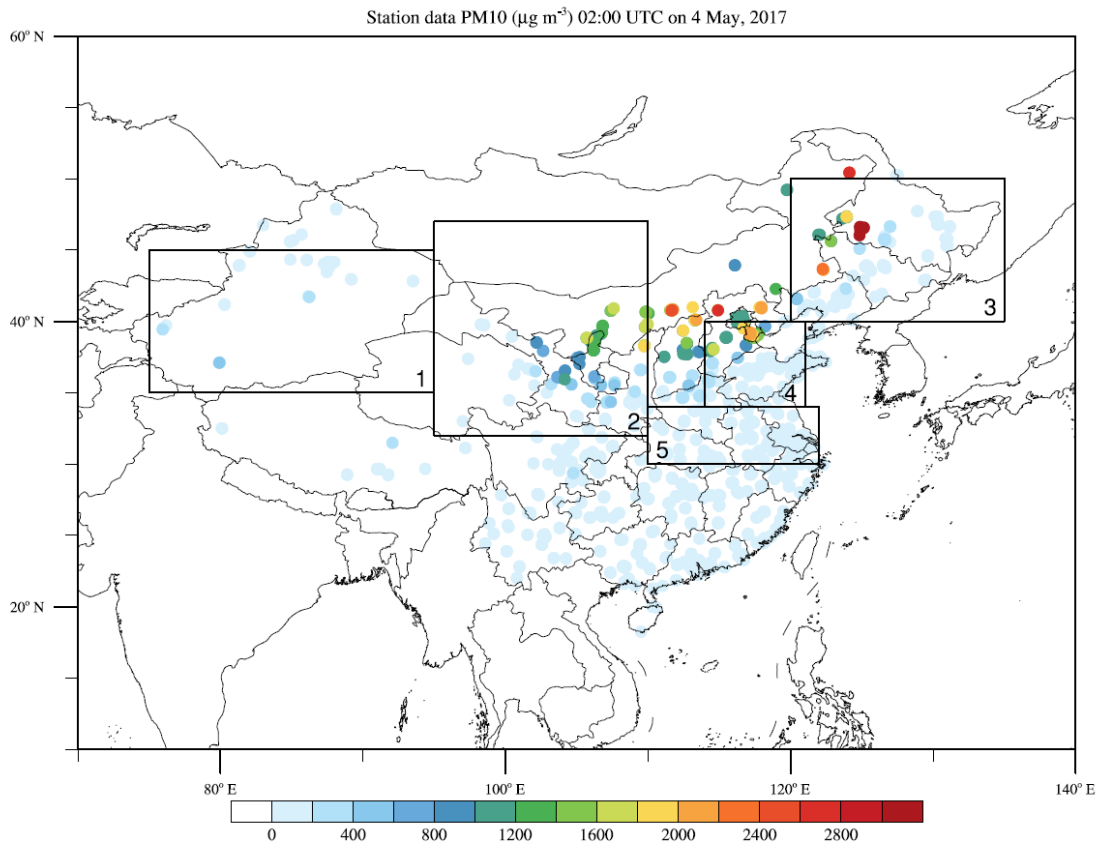 Station data PM10 (μg m⁻³) 02:00 UTC on 4 May, 2017
60° N
40° N
20° N
1
2
3
4
5
80° E
100° E
120° E
140° E
0 400 800 1200 1600 2000 2400 2800